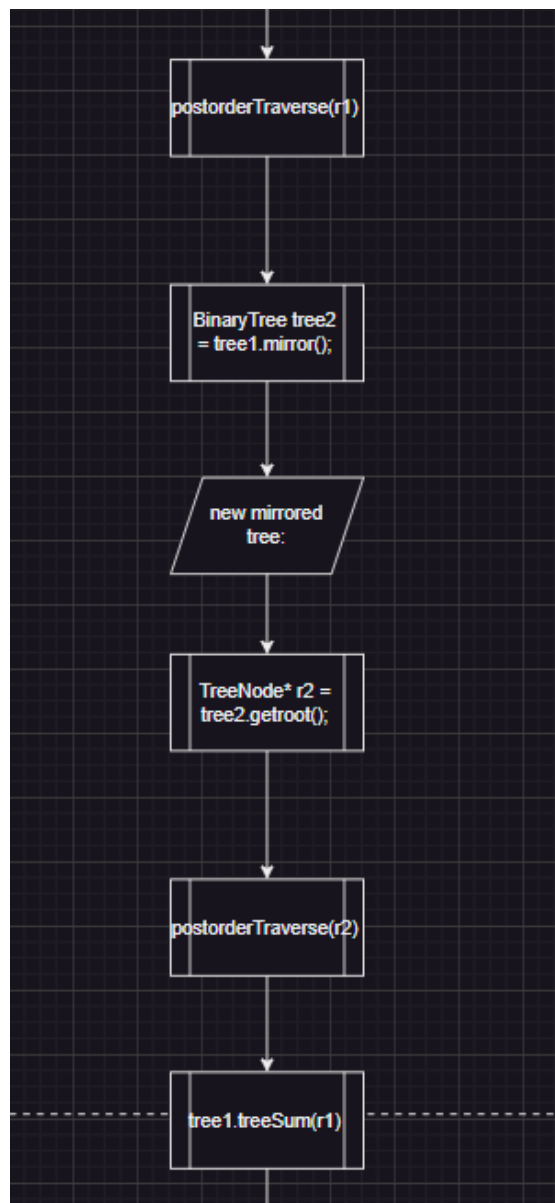 postorderTraverse(r1)
BinaryTree tree2
= tree1.mirror();
new mirrored
tree:
TreeNode* r2 =
tree2.getroot();
postorderTraverse(r2)
tree1.treeSum(r1)